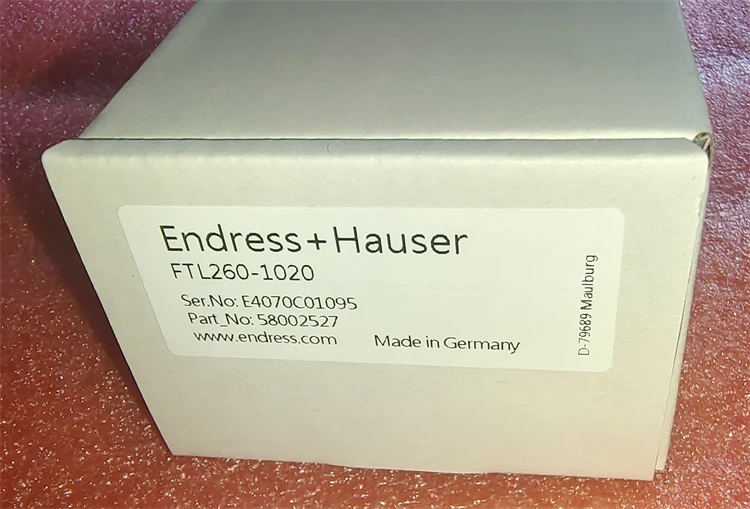 Endress+Hauser
FTL260-1020
Ser.No: E4070C01095
Part_No: 58002527
www.endress.com Made in Germany
D-79689 Maulburg